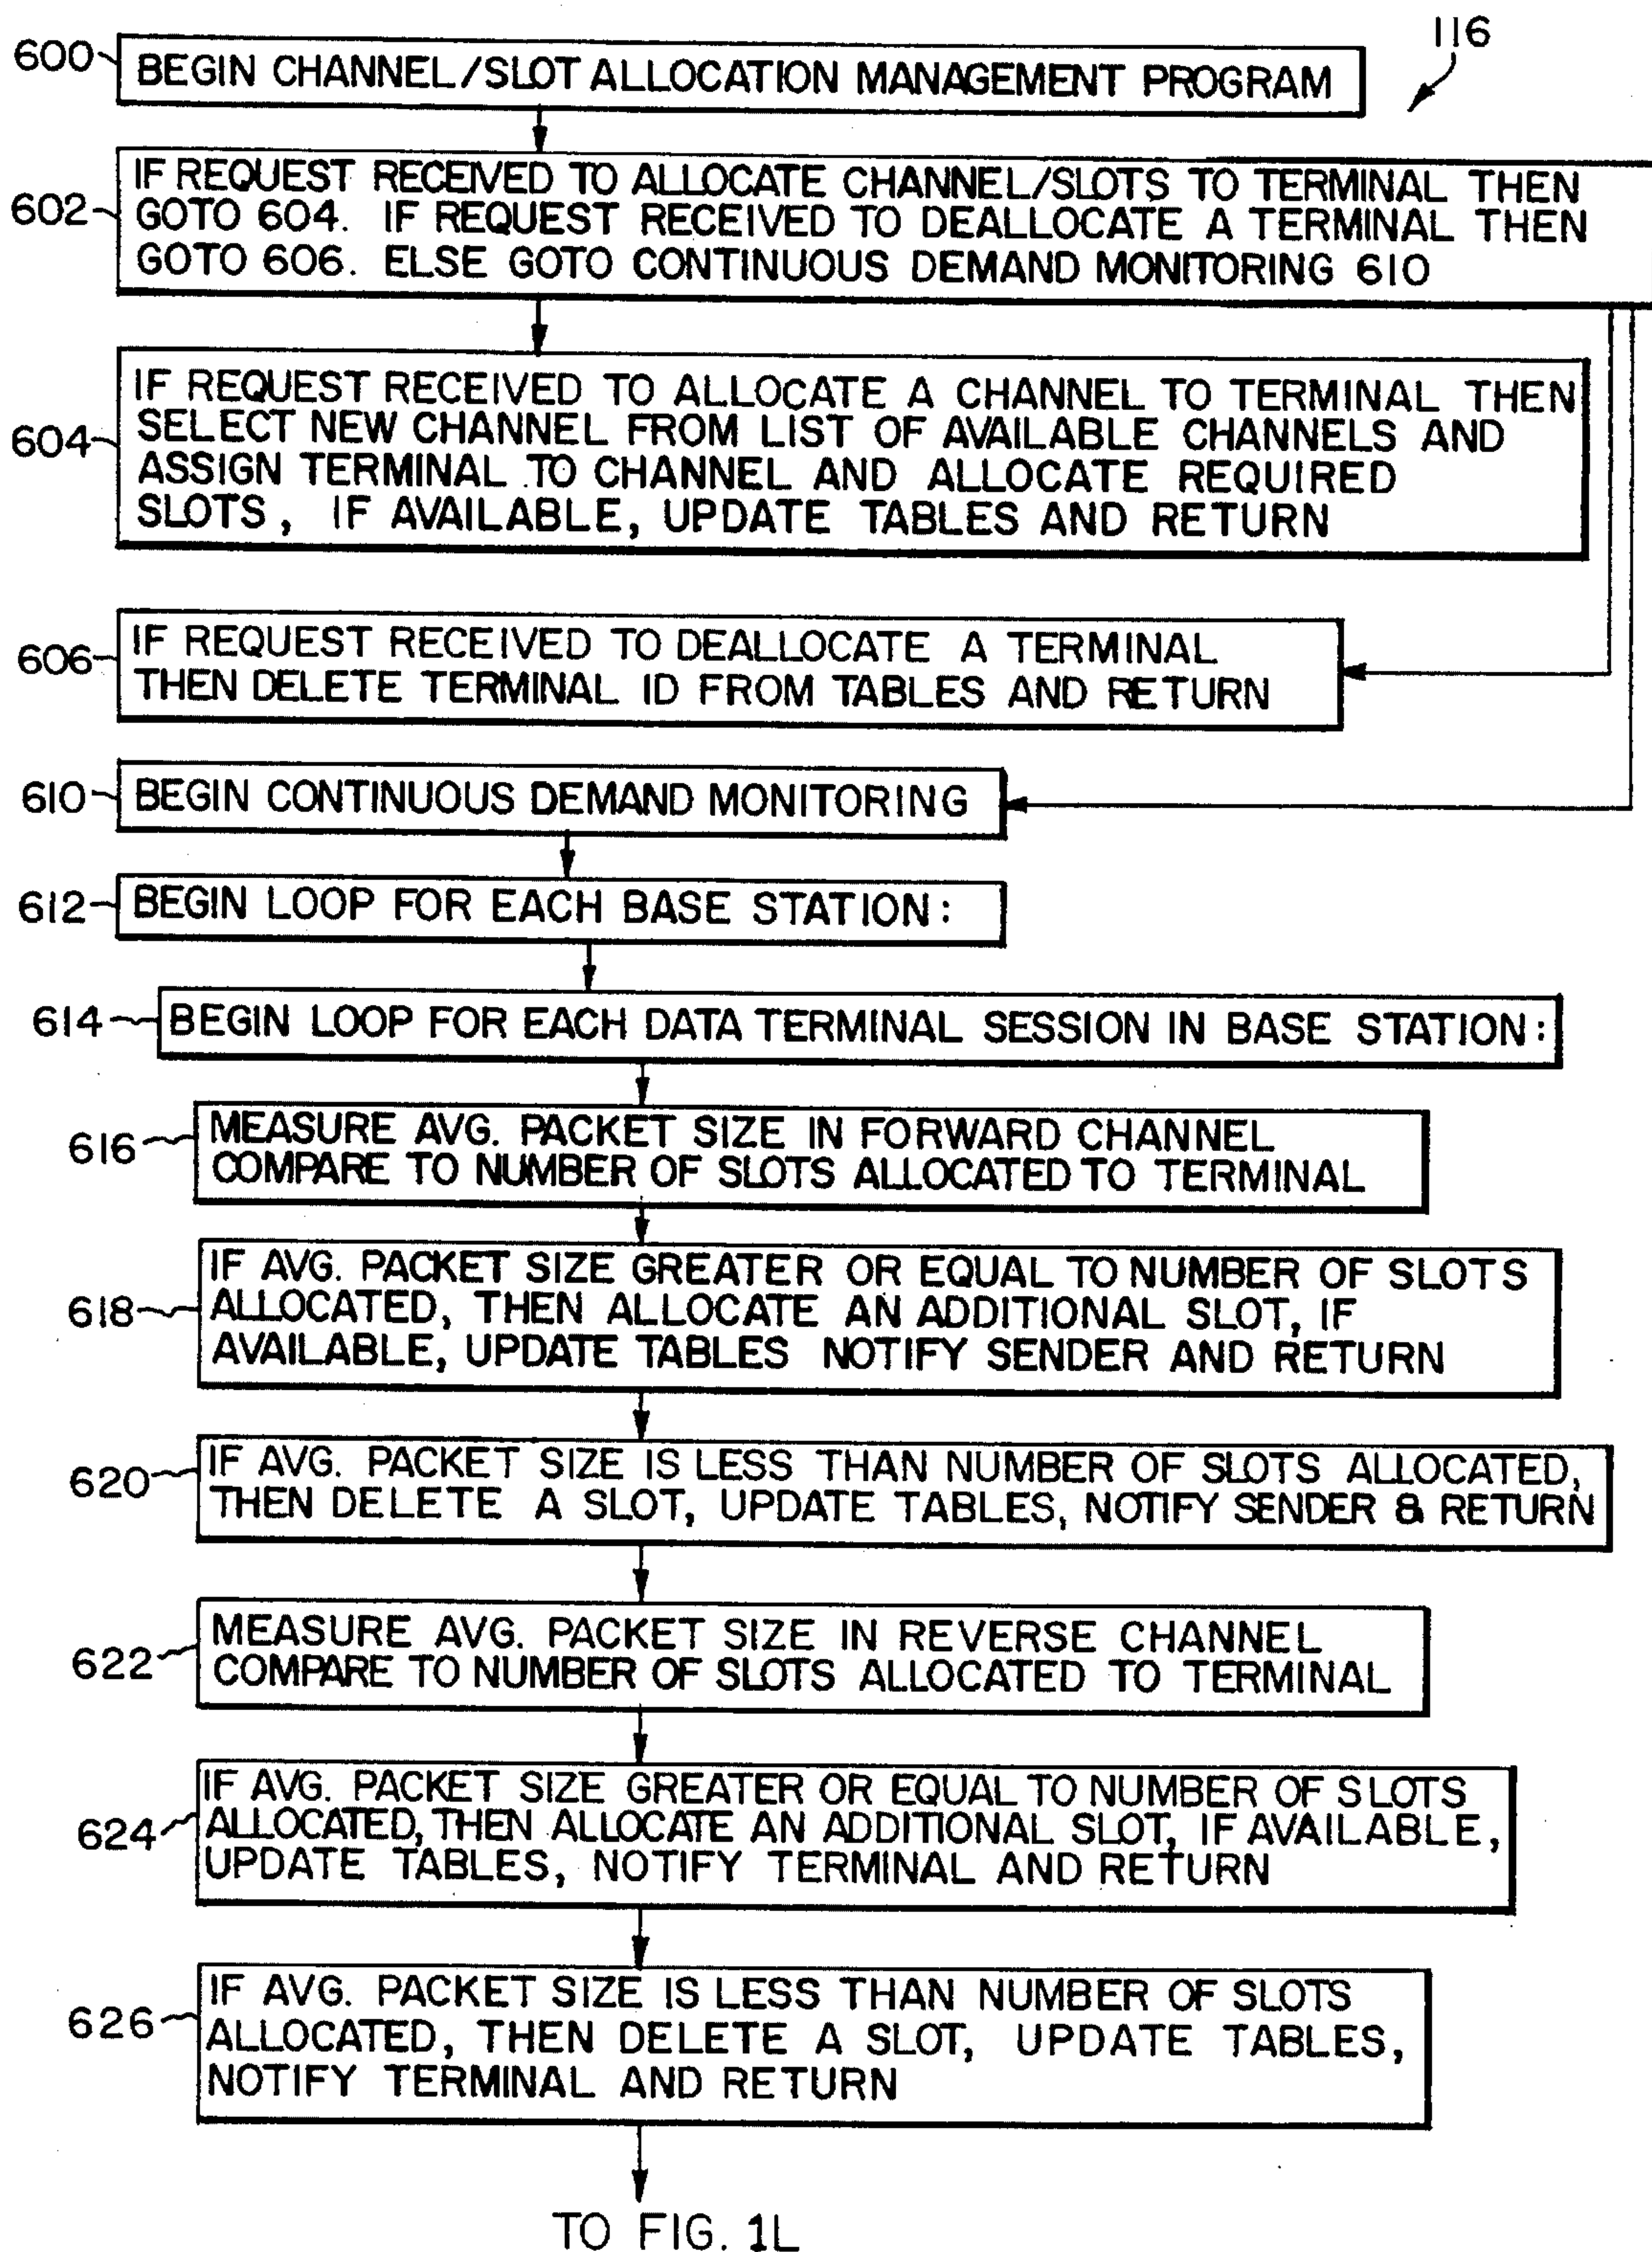 116
600
BEGIN CHANNEL/SLOT ALLOCATION MANAGEMENT PROGRAM
602
IF REQUEST RECEIVED TO ALLOCATE CHANNEL/SLOTS TO TERMINAL THEN
GOTO 604. IF REQUEST RECEIVED TO DEALLOCATE A TERMINAL THEN
GOTO 606. ELSE GOTO CONTINUOUS DEMAND MONITORING 610
604
IF REQUEST RECEIVED TO ALLOCATE A CHANNEL TO TERMINAL THEN
SELECT NEW CHANNEL FROM LIST OF AVAILABLE CHANNELS AND
ASSIGN TERMINAL TO CHANNEL AND ALLOCATE REQUIRED
SLOTS, IF AVAILABLE, UPDATE TABLES AND RETURN
606
IF REQUEST RECEIVED TO DEALLOCATE A TERMINAL
THEN DELETE TERMINAL ID FROM TABLES AND RETURN
610
BEGIN CONTINUOUS DEMAND MONITORING
612
BEGIN LOOP FOR EACH BASE STATION:
614
BEGIN LOOP FOR EACH DATA TERMINAL SESSION IN BASE STATION:
616
MEASURE AVG. PACKET SIZE IN FORWARD CHANNEL
COMPARE TO NUMBER OF SLOTS ALLOCATED TO TERMINAL
618
IF AVG. PACKET SIZE GREATER OR EQUAL TO NUMBER OF SLOTS
ALLOCATED, THEN ALLOCATE AN ADDITIONAL SLOT, IF
AVAILABLE, UPDATE TABLES NOTIFY SENDER AND RETURN
620
IF AVG. PACKET SIZE IS LESS THAN NUMBER OF SLOTS ALLOCATED,
THEN DELETE A SLOT, UPDATE TABLES, NOTIFY SENDER & RETURN
622
MEASURE AVG. PACKET SIZE IN REVERSE CHANNEL
COMPARE TO NUMBER OF SLOTS ALLOCATED TO TERMINAL
624
IF AVG. PACKET SIZE GREATER OR EQUAL TO NUMBER OF SLOTS
ALLOCATED, THEN ALLOCATE AN ADDITIONAL SLOT, IF AVAILABLE,
UPDATE TABLES, NOTIFY TERMINAL AND RETURN
626
IF AVG. PACKET SIZE IS LESS THAN NUMBER OF SLOTS
ALLOCATED, THEN DELETE A SLOT, UPDATE TABLES,
NOTIFY TERMINAL AND RETURN
TO FIG. 1L